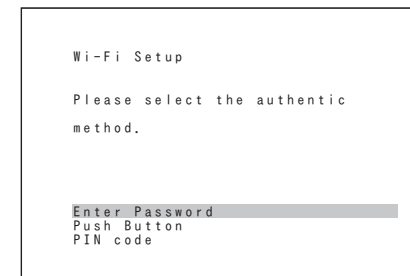 Wi-Fi Setup
Please select the authentic
method.
Enter Password
Push Button
PIN code